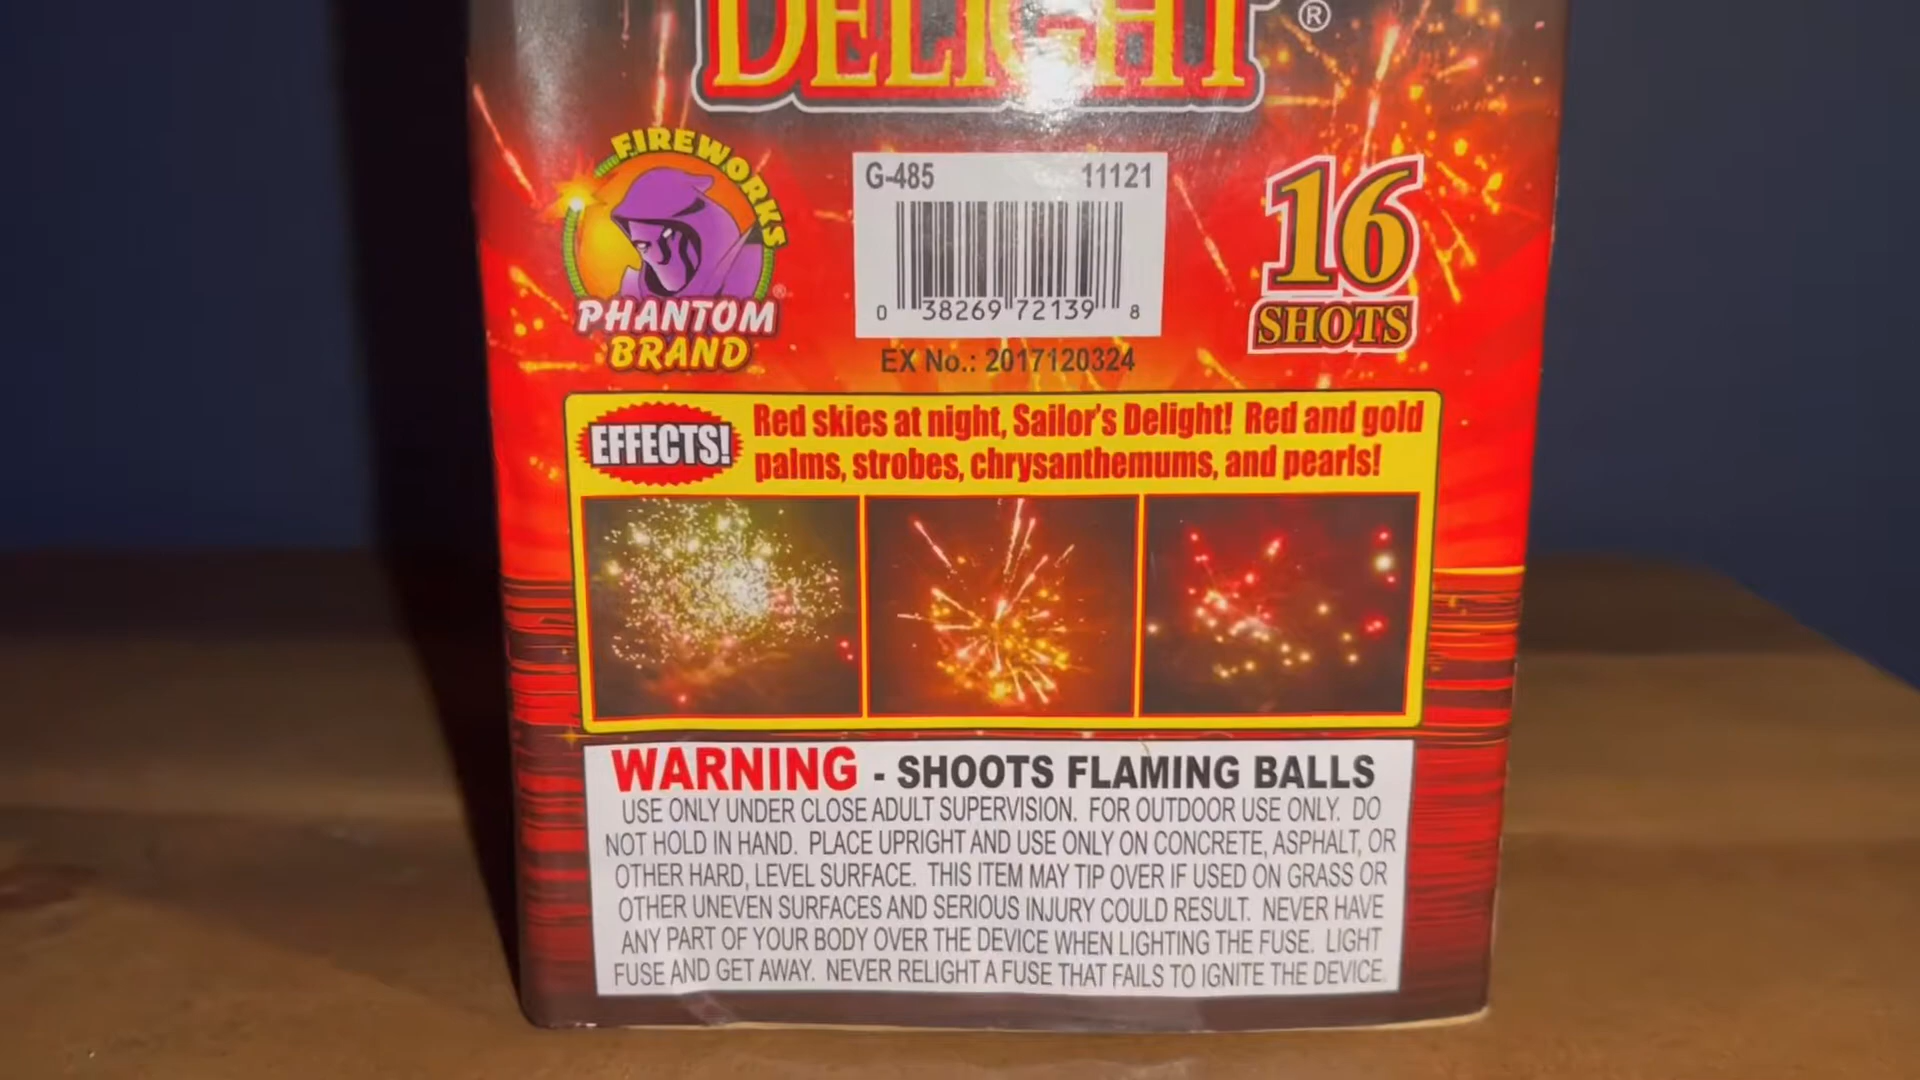 DELIGHT®
FIREWORKS
PHANTOM®
BRAND
G-485 11121
0 38269 72139 8
EX No.: 2017120324
16
SHOTS
EFFECTS!
Red skies at night, Sailor's Delight! Red and gold
palms, strobes, chrysanthemums, and pearls!
WARNING - SHOOTS FLAMING BALLS
USE ONLY UNDER CLOSE ADULT SUPERVISION. FOR OUTDOOR USE ONLY. DO
NOT HOLD IN HAND. PLACE UPRIGHT AND USE ONLY ON CONCRETE, ASPHALT, OR
OTHER HARD, LEVEL SURFACE. THIS ITEM MAY TIP OVER IF USED ON GRASS OR
OTHER UNEVEN SURFACES AND SERIOUS INJURY COULD RESULT. NEVER HAVE
ANY PART OF YOUR BODY OVER THE DEVICE WHEN LIGHTING THE FUSE. LIGHT
FUSE AND GET AWAY. NEVER RELIGHT A FUSE THAT FAILS TO IGNITE THE DEVICE.